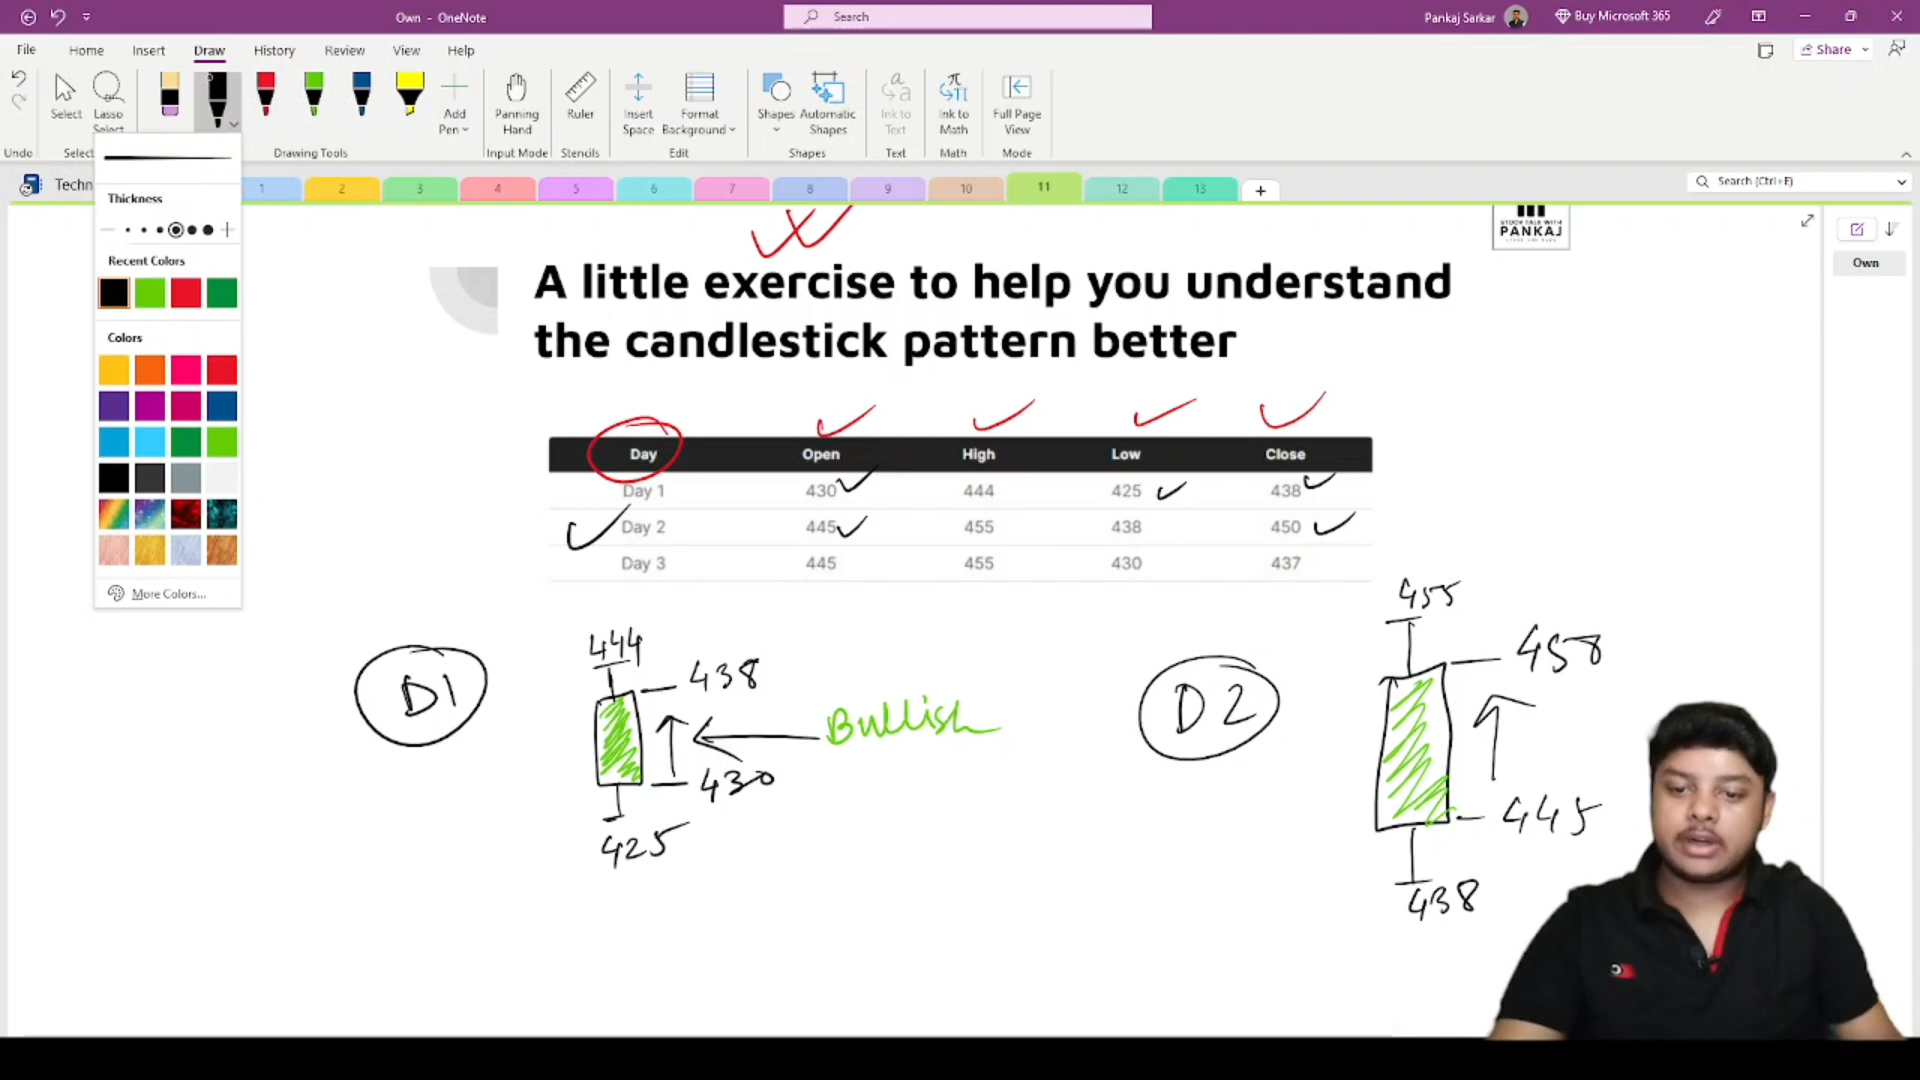 Own - OneNote
Search
Pankaj Sarkar
Buy Microsoft 365
File Home Insert Draw History Review View Help
Share
Select
Lasso Select
Add Pen
Panning Hand
Ruler
Insert Space
Format Background
Shapes
Automatic Shapes
Ink to Text
Ink to Math
Full Page View
Undo
Select
Drawing Tools
Input Mode
Stencils
Edit
Shapes
Text
Math
Mode
Techn
1 2 3 4 5 6 7 8 9 10 11 12 13
Search (Ctrl+E)
Own
Thickness
Recent Colors
Colors
More Colors...
STOCK TALK WITH
PANKAJ
A little exercise to help you understand
the candlestick pattern better
Day Open High Low Close
Day 1 430 444 425 438
Day 2 445 455 438 450
Day 3 445 455 430 437
D1
444
438
Bullish
430
425
D2
455
458
445
438